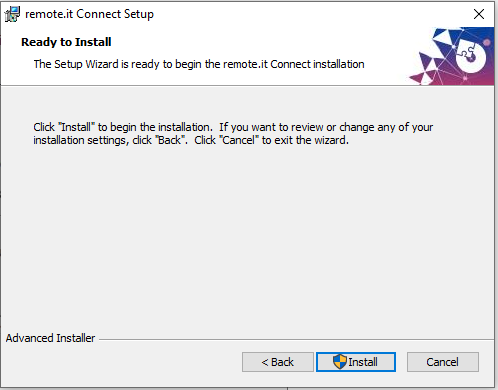 remote.it Connect Setup
Ready to Install
The Setup Wizard is ready to begin the remote.it Connect installation
Click "Install" to begin the installation.  If you want to review or change any of your
installation settings, click "Back".  Click "Cancel" to exit the wizard.
Advanced Installer
< Back
Install
Cancel